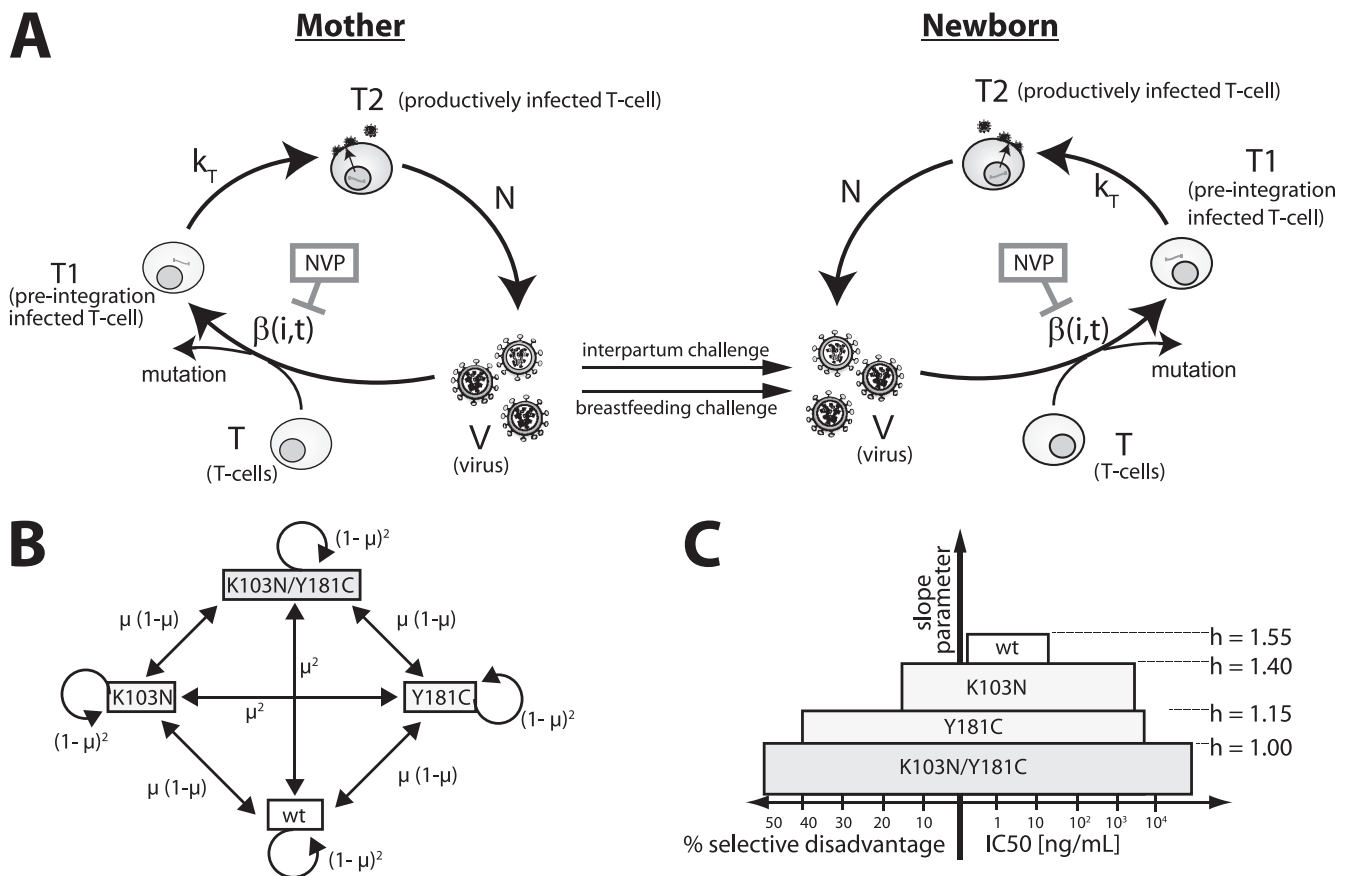 A
Mother
Newborn
T2 (productively infected T-cell)
T2 (productively infected T-cell)
kT
N
N
kT
T1
(pre-integration
infected T-cell)
NVP
NVP
T1
(pre-integration
infected T-cell)
β(i,t)
β(i,t)
mutation
mutation
interpartum challenge
breastfeeding challenge
T
(T-cells)
V
(virus)
V
(virus)
T
(T-cells)
B
(1- μ)²
K103N/Y181C
μ (1-μ)
μ (1-μ)
μ²
K103N
Y181C
μ²
(1- μ)²
(1- μ)²
μ (1-μ)
μ (1-μ)
wt
(1- μ)²
C
slope
parameter
wt
h = 1.55
h = 1.40
K103N
h = 1.15
Y181C
h = 1.00
K103N/Y181C
50 40 30 20 10 1 10 10² 10³ 10⁴
% selective disadvantage IC50 [ng/mL]